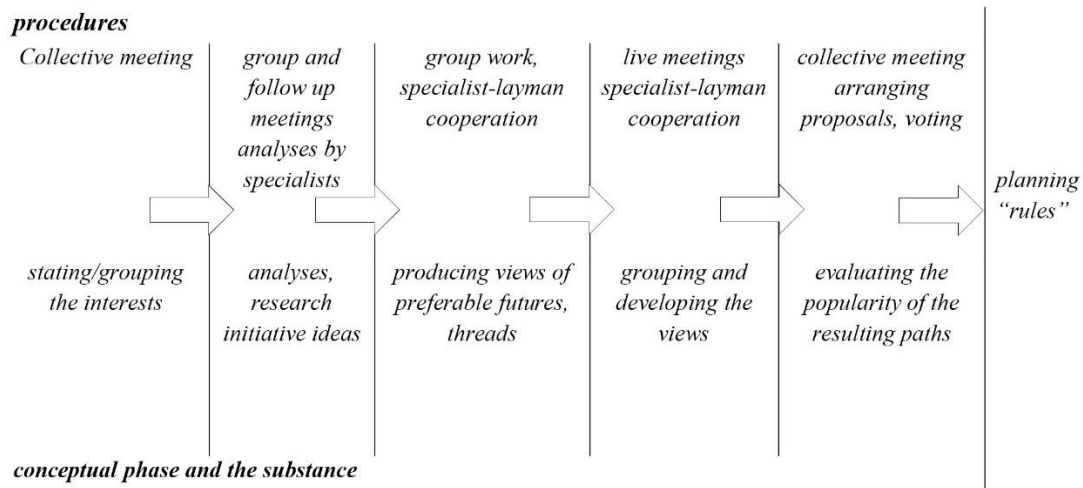 procedures
Collective meeting
group and
follow up
meetings
analyses by
specialists
group work,
specialist-layman
cooperation
live meetings
specialist-layman
cooperation
collective meeting
arranging
proposals, voting
planning
“rules”
stating/grouping
the interests
analyses,
research
initiative ideas
producing views of
preferable futures,
threads
grouping and
developing the
views
evaluating the
popularity of the
resulting paths
conceptual phase and the substance